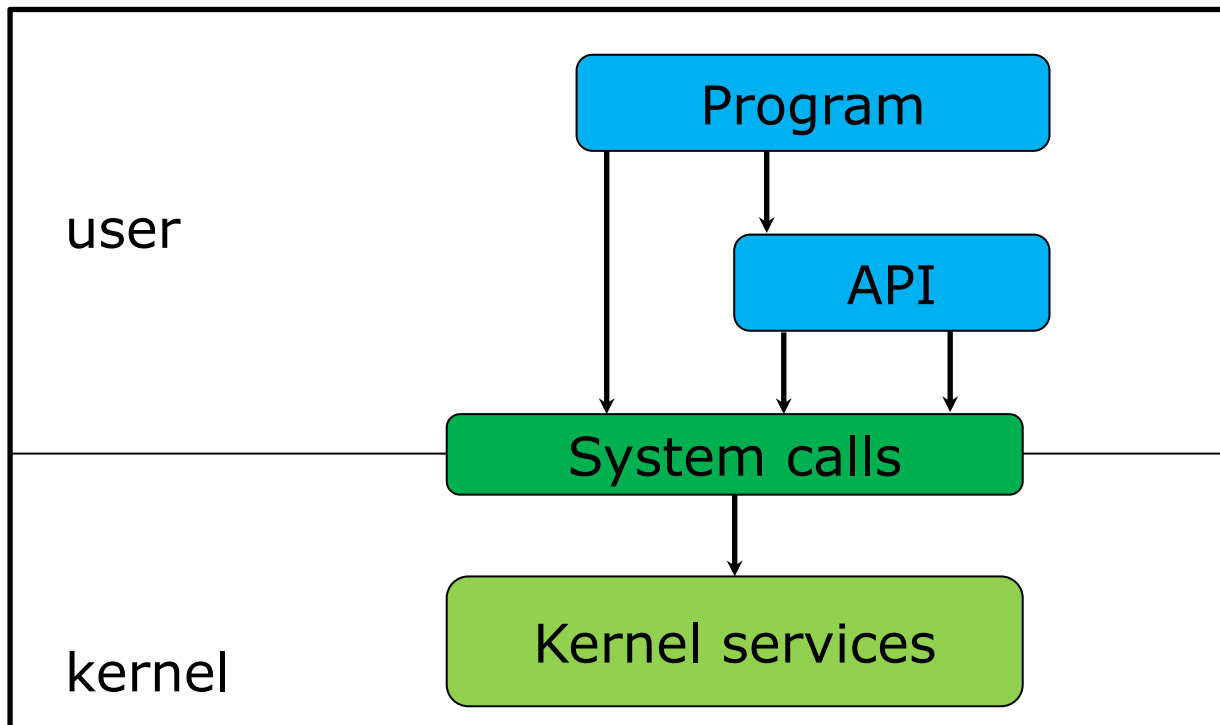 Program
user
API
System calls
Kernel services
kernel